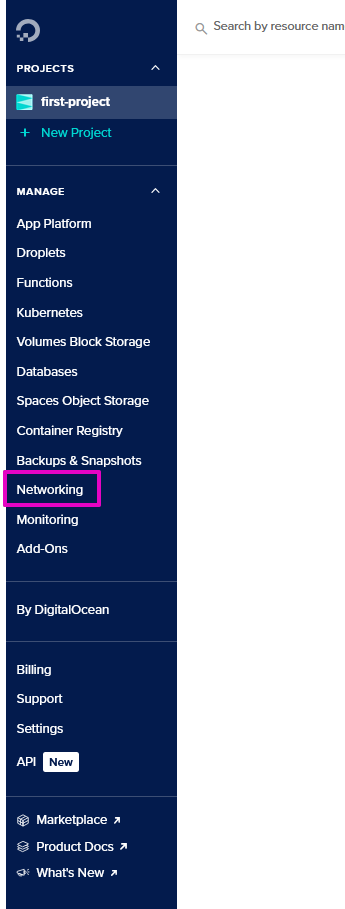 Search by resource nam
PROJECTS
first-project
+ New Project
MANAGE
App Platform
Droplets
Functions
Kubernetes
Volumes Block Storage
Databases
Spaces Object Storage
Container Registry
Backups & Snapshots
Networking
Monitoring
Add-Ons
By DigitalOcean
Billing
Support
Settings
API New
Marketplace ↗
Product Docs ↗
What's New ↗